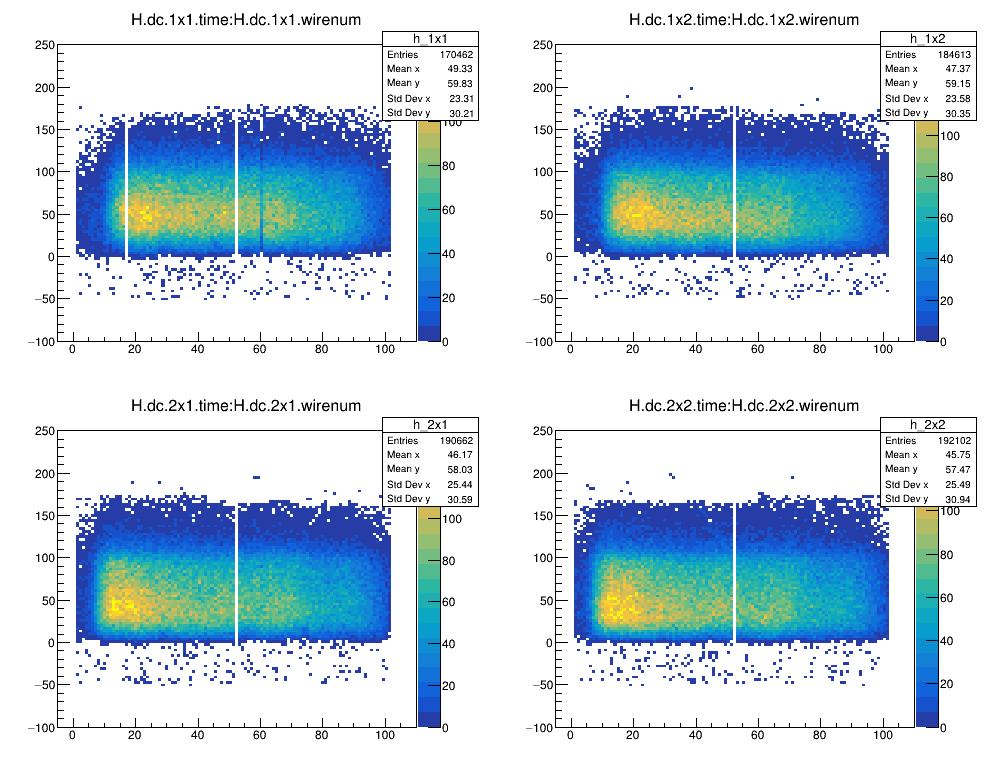 H.dc.1x1.time:H.dc.1x1.wirenum
h_1x1
Entries 170462
Mean x 49.33
Mean y 59.83
Std Dev x 23.31
Std Dev y 30.21
250
200
150
100
50
0
−50
−100
0 20 40 60 80 100
100
80
60
40
20
0
H.dc.1x2.time:H.dc.1x2.wirenum
h_1x2
Entries 184613
Mean x 47.37
Mean y 59.15
Std Dev x 23.58
Std Dev y 30.35
250
200
150
100
50
0
−50
−100
0 20 40 60 80 100
100
80
60
40
20
0
H.dc.2x1.time:H.dc.2x1.wirenum
h_2x1
Entries 190662
Mean x 46.17
Mean y 58.03
Std Dev x 25.44
Std Dev y 30.59
250
200
150
100
50
0
−50
−100
0 20 40 60 80 100
100
80
60
40
20
0
H.dc.2x2.time:H.dc.2x2.wirenum
h_2x2
Entries 192102
Mean x 45.75
Mean y 57.47
Std Dev x 25.49
Std Dev y 30.94
250
200
150
100
50
0
−50
−100
0 20 40 60 80 100
100
80
60
40
20
0